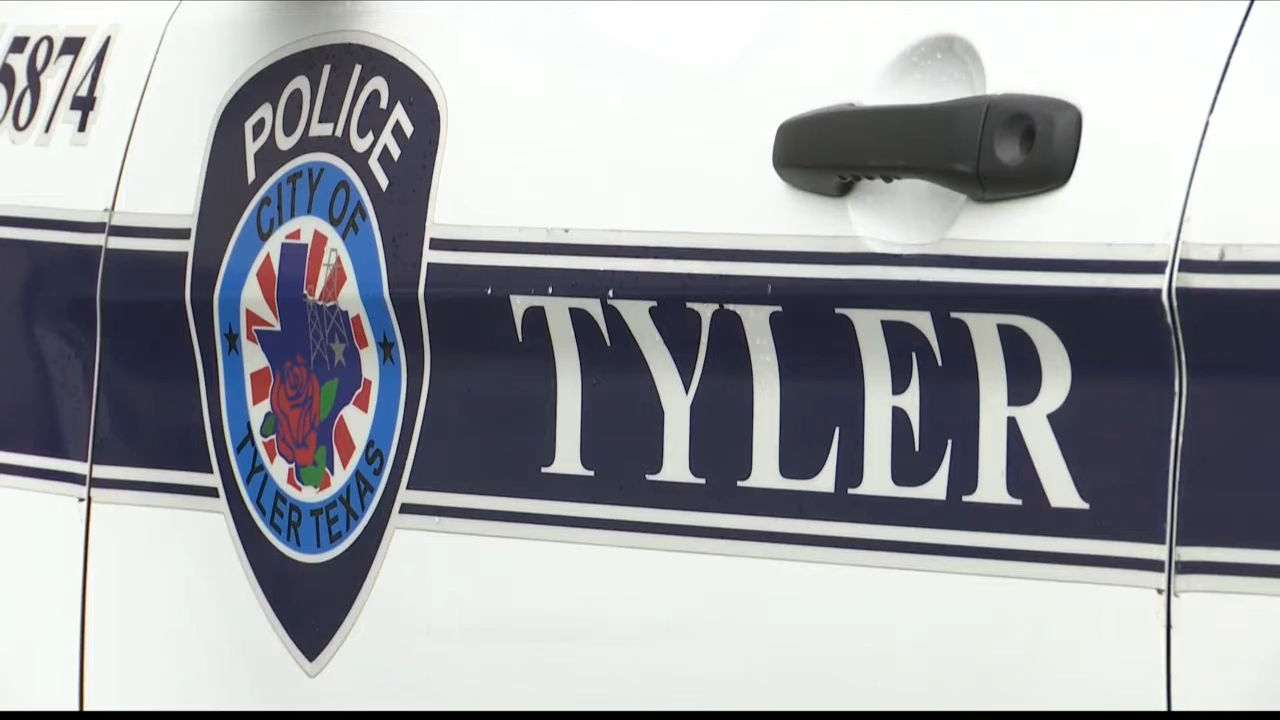 5874
POLICE
CITY OF
TYLER TEXAS
TYLER